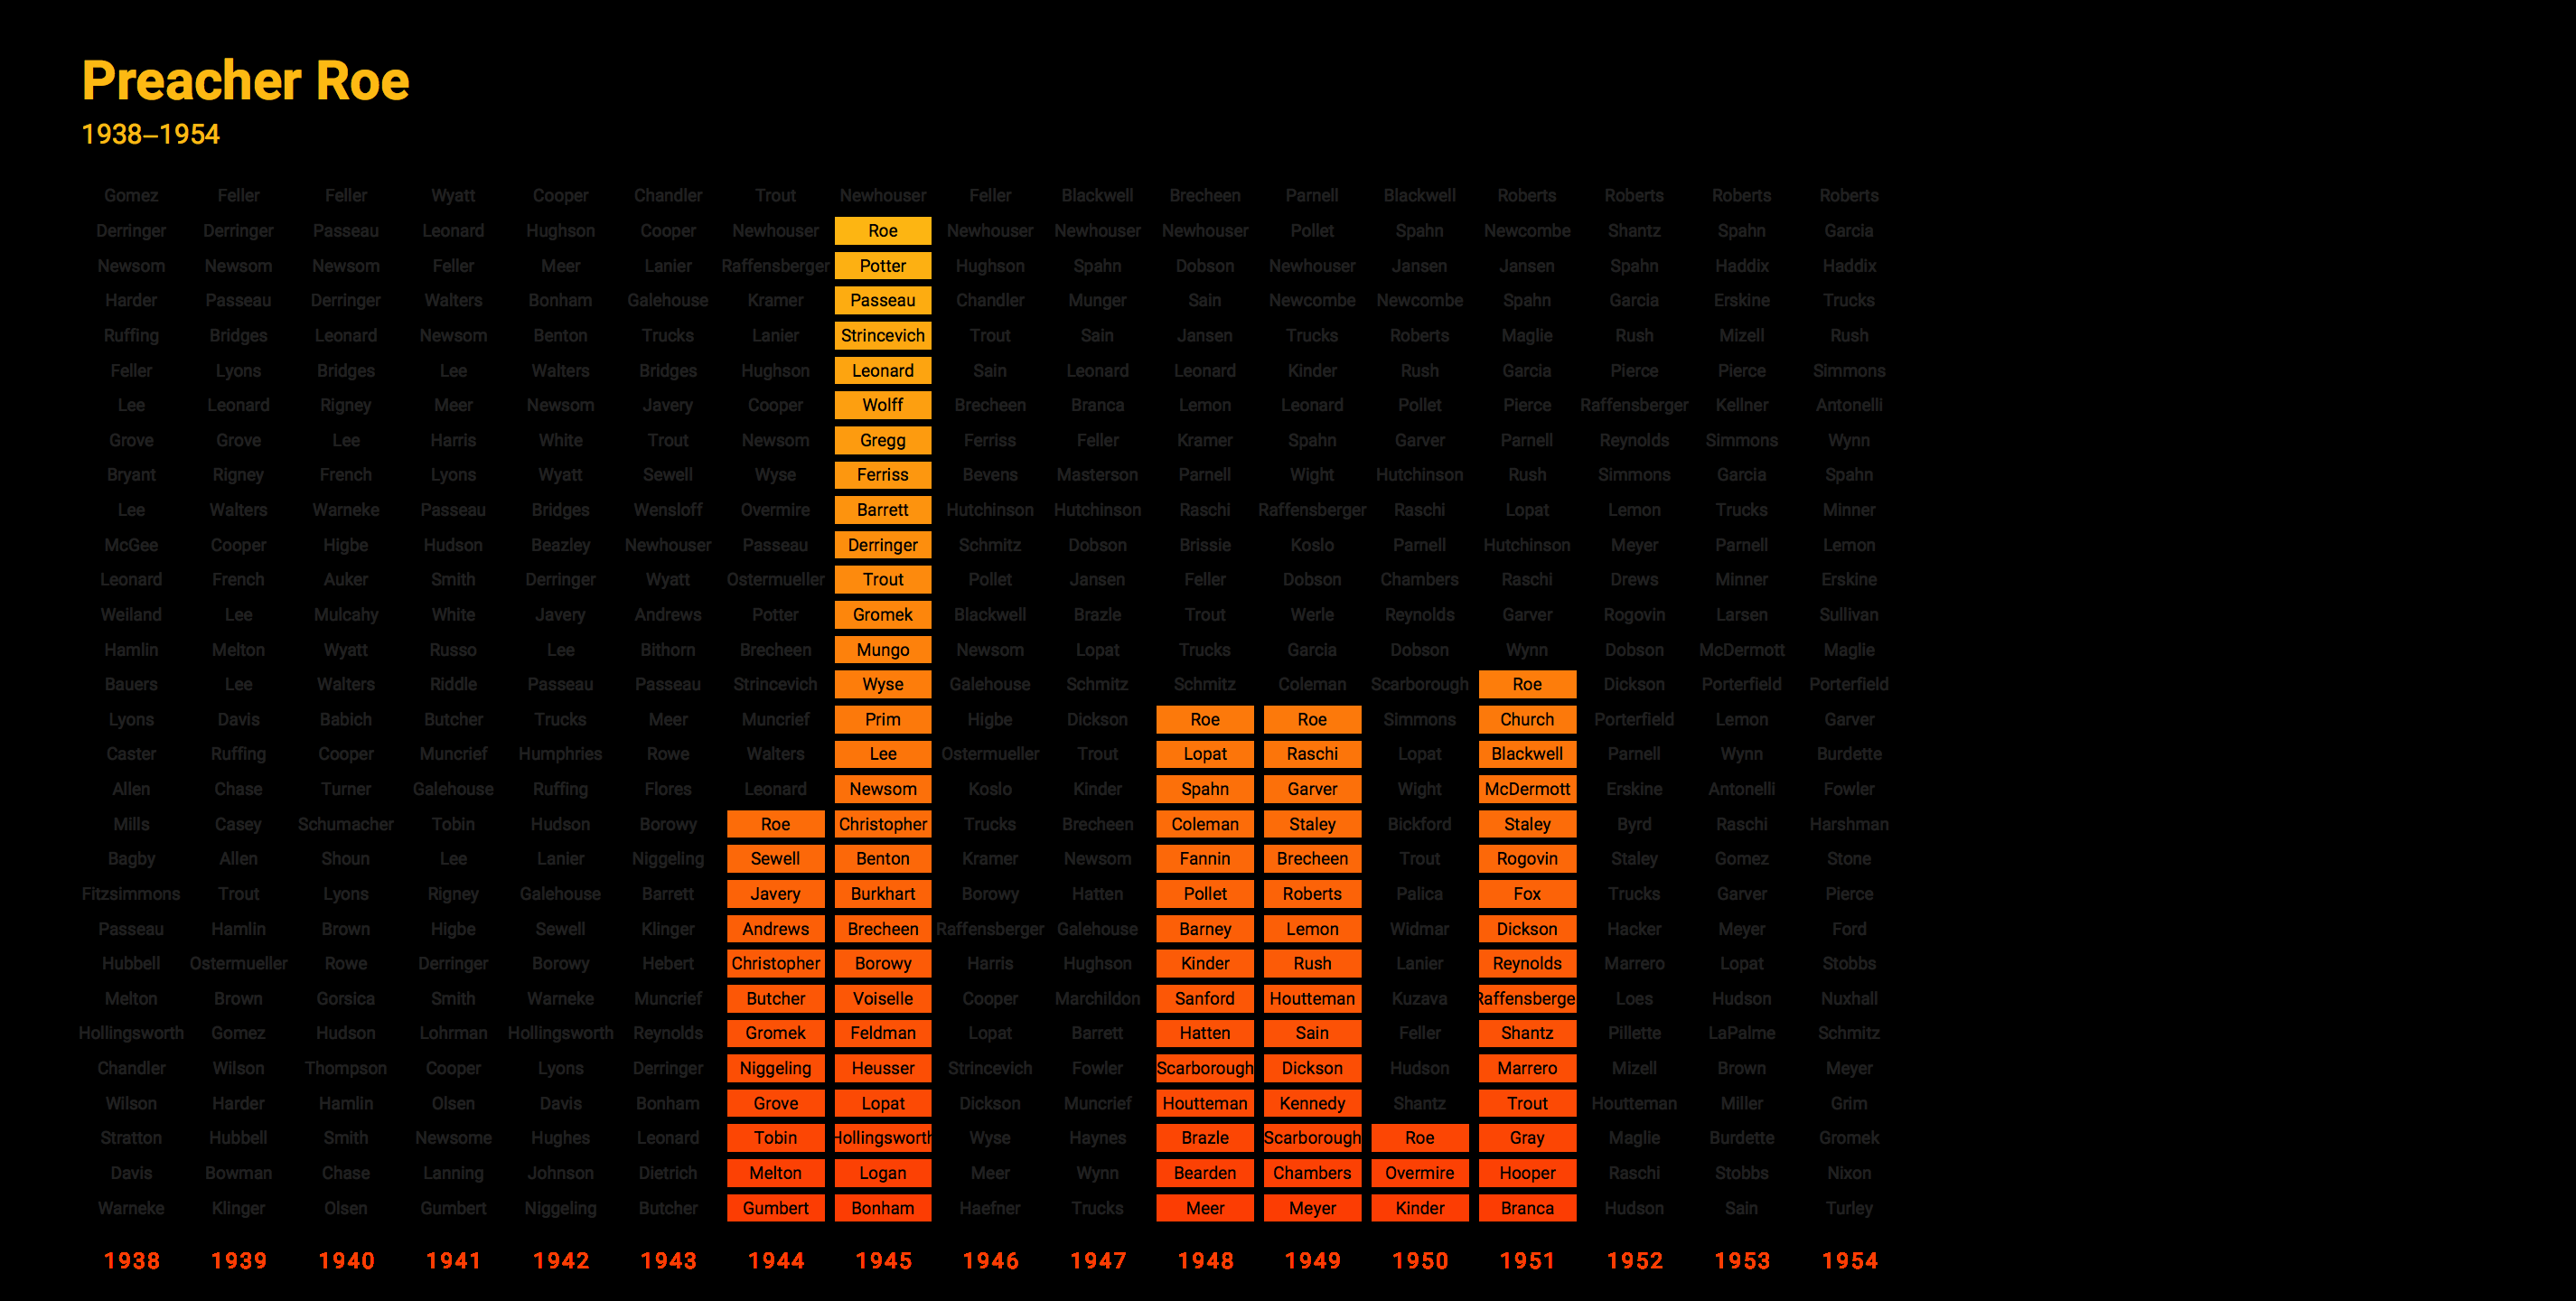 Preacher Roe
1938–1954
Gomez Feller Feller Wyatt Cooper Chandler Trout Newhouser Feller Blackwell Brecheen Parnell Blackwell Roberts Roberts Roberts Roberts
Derringer Derringer Passeau Leonard Hughson Cooper Newhouser Roe Newhouser Newhouser Newhouser Pollet Spahn Newcombe Shantz Spahn Garcia
Newsom Newsom Newsom Feller Meer Lanier Raffensberger Potter Hughson Spahn Dobson Newhouser Jansen Jansen Spahn Haddix Haddix
Harder Passeau Derringer Walters Bonham Galehouse Kramer Passeau Chandler Munger Sain Newcombe Newcombe Spahn Garcia Erskine Trucks
Ruffing Bridges Leonard Newsom Benton Trucks Lanier Strincevich Trout Sain Jansen Trucks Roberts Maglie Rush Mizell Rush
Feller Lyons Bridges Lee Walters Bridges Hughson Leonard Sain Leonard Leonard Kinder Rush Garcia Pierce Pierce Simmons
Lee Leonard Rigney Meer Newsom Javery Cooper Wolff Brecheen Branca Lemon Leonard Pollet Pierce Raffensberger Kellner Antonelli
Grove Grove Lee Harris White Trout Newsom Gregg Ferriss Feller Kramer Spahn Garver Parnell Reynolds Simmons Wynn
Bryant Rigney French Lyons Wyatt Sewell Wyse Ferriss Bevens Masterson Parnell Wight Hutchinson Rush Simmons Garcia Spahn
Lee Walters Warneke Passeau Bridges Wensloff Overmire Barrett Hutchinson Hutchinson Raschi Raffensberger Raschi Lopat Lemon Trucks Minner
McGee Cooper Higbe Hudson Beazley Newhouser Passeau Derringer Schmitz Dobson Brissie Koslo Parnell Hutchinson Meyer Parnell Lemon
Leonard French Auker Smith Derringer Wyatt Ostermueller Trout Pollet Jansen Feller Dobson Chambers Raschi Drews Minner Erskine
Weiland Lee Mulcahy White Javery Andrews Potter Gromek Blackwell Brazle Trout Werle Reynolds Garver Rogovin Larsen Sullivan
Hamlin Melton Wyatt Russo Lee Bithorn Brecheen Mungo Newsom Lopat Trucks Garcia Dobson Wynn Dobson McDermott Maglie
Bauers Lee Walters Riddle Passeau Passeau Strincevich Wyse Galehouse Schmitz Schmitz Coleman Scarborough Roe Dickson Porterfield Porterfield
Lyons Davis Babich Butcher Trucks Meer Muncrief Prim Higbe Dickson Roe Roe Simmons Church Porterfield Lemon Garver
Caster Ruffing Cooper Muncrief Humphries Rowe Walters Lee Ostermueller Trout Lopat Raschi Lopat Blackwell Parnell Wynn Burdette
Allen Chase Turner Galehouse Ruffing Flores Leonard Newsom Koslo Kinder Spahn Garver Wight McDermott Erskine Antonelli Fowler
Mills Casey Schumacher Tobin Hudson Borowy Roe Christopher Trucks Brecheen Coleman Staley Bickford Staley Byrd Raschi Harshman
Bagby Allen Shoun Lee Lanier Niggeling Sewell Benton Kramer Newsom Fannin Brecheen Trout Rogovin Staley Gomez Stone
Fitzsimmons Trout Lyons Rigney Galehouse Barrett Javery Burkhart Borowy Hatten Pollet Roberts Palica Fox Trucks Garver Pierce
Passeau Hamlin Brown Higbe Sewell Klinger Andrews Brecheen Raffensberger Galehouse Barney Lemon Widmar Dickson Hacker Meyer Ford
Hubbell Ostermueller Rowe Derringer Borowy Hebert Christopher Borowy Harris Hughson Kinder Rush Lanier Reynolds Marrero Lopat Stobbs
Melton Brown Gorsica Smith Warneke Muncrief Butcher Voiselle Cooper Marchildon Sanford Houtteman Kuzava Raffensberge Loes Hudson Nuxhall
Hollingsworth Gomez Hudson Lohrman Hollingsworth Reynolds Gromek Feldman Lopat Barrett Hatten Sain Feller Shantz Pillette LaPalme Schmitz
Chandler Wilson Thompson Cooper Lyons Derringer Niggeling Heusser Strincevich Fowler Scarborough Dickson Hudson Marrero Mizell Brown Meyer
Wilson Harder Hamlin Olsen Davis Bonham Grove Lopat Dickson Muncrief Houtteman Kennedy Shantz Trout Houtteman Miller Grim
Stratton Hubbell Smith Newsome Hughes Leonard Tobin Hollingsworth Wyse Haynes Brazle Scarborough Roe Gray Maglie Burdette Gromek
Davis Bowman Chase Lanning Johnson Dietrich Melton Logan Meer Wynn Bearden Chambers Overmire Hooper Raschi Stobbs Nixon
Warneke Klinger Olsen Gumbert Niggeling Butcher Gumbert Bonham Haefner Trucks Meer Meyer Kinder Branca Hudson Sain Turley
1938 1939 1940 1941 1942 1943 1944 1945 1946 1947 1948 1949 1950 1951 1952 1953 1954